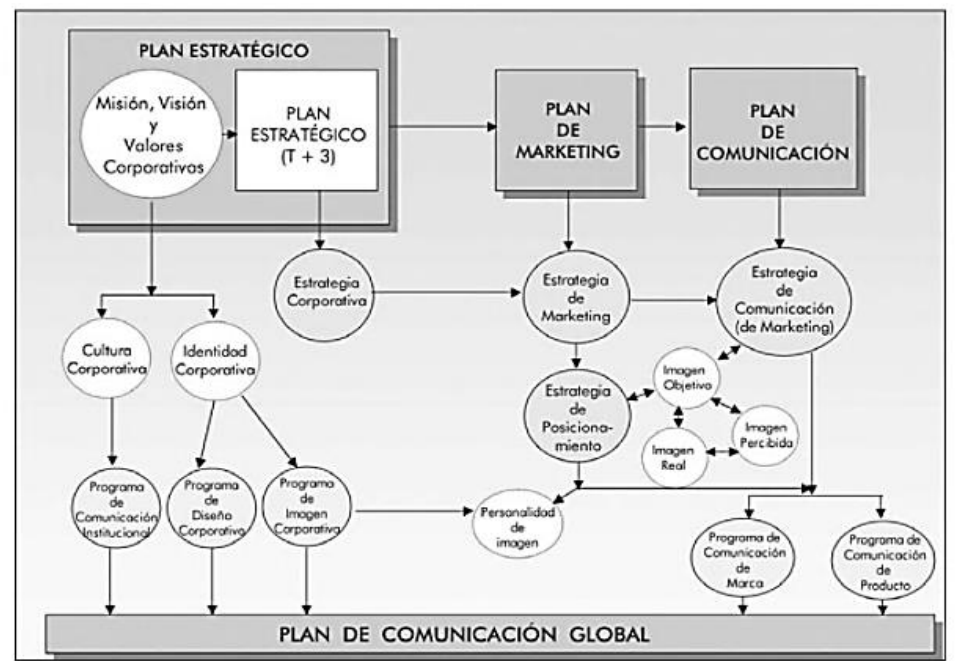 PLAN ESTRATÉGICO
Misión, Visión
y
Valores
Corporativos
PLAN
ESTRATÉGICO
(T + 3)
PLAN
DE
MARKETING
PLAN
DE
COMUNICACIÓN
Estrategia
Corporativa
Estrategia
de
Marketing
Estrategia
de
Comunicación
(de Marketing)
Cultura
Corporativa
Identidad
Corporativa
Estrategia
de
Posiciona-
miento
Imagen
Objetivo
Imagen
Real
Imagen
Percibida
Programa
de
Comunicación
Institucional
Programa
de
Diseño
Corporativo
Programa
de
Imagen
Corporativa
Personalidad
de
imagen
Programa de
Comunicación
de
Marca
Programa de
Comunicación
de
Producto
PLAN DE COMUNICACIÓN GLOBAL